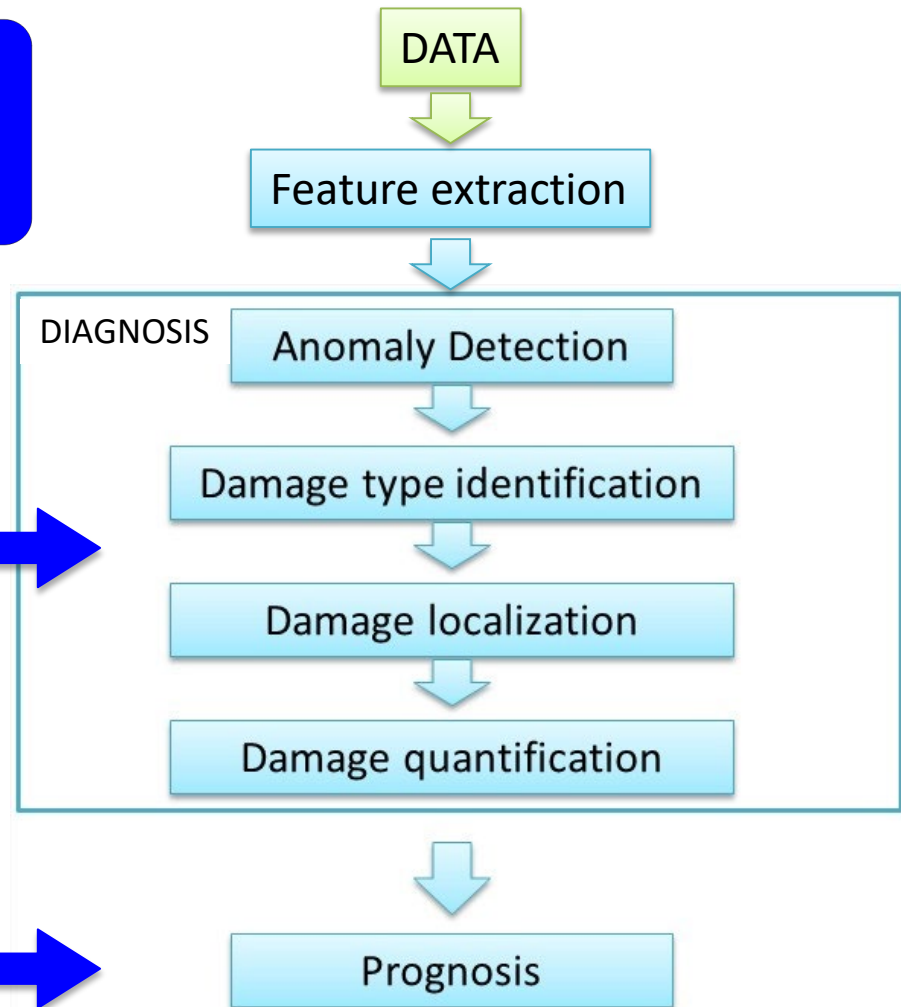 DATA
Feature extraction
DIAGNOSIS
Anomaly Detection
Damage type identification
Damage localization
Damage quantification
Prognosis